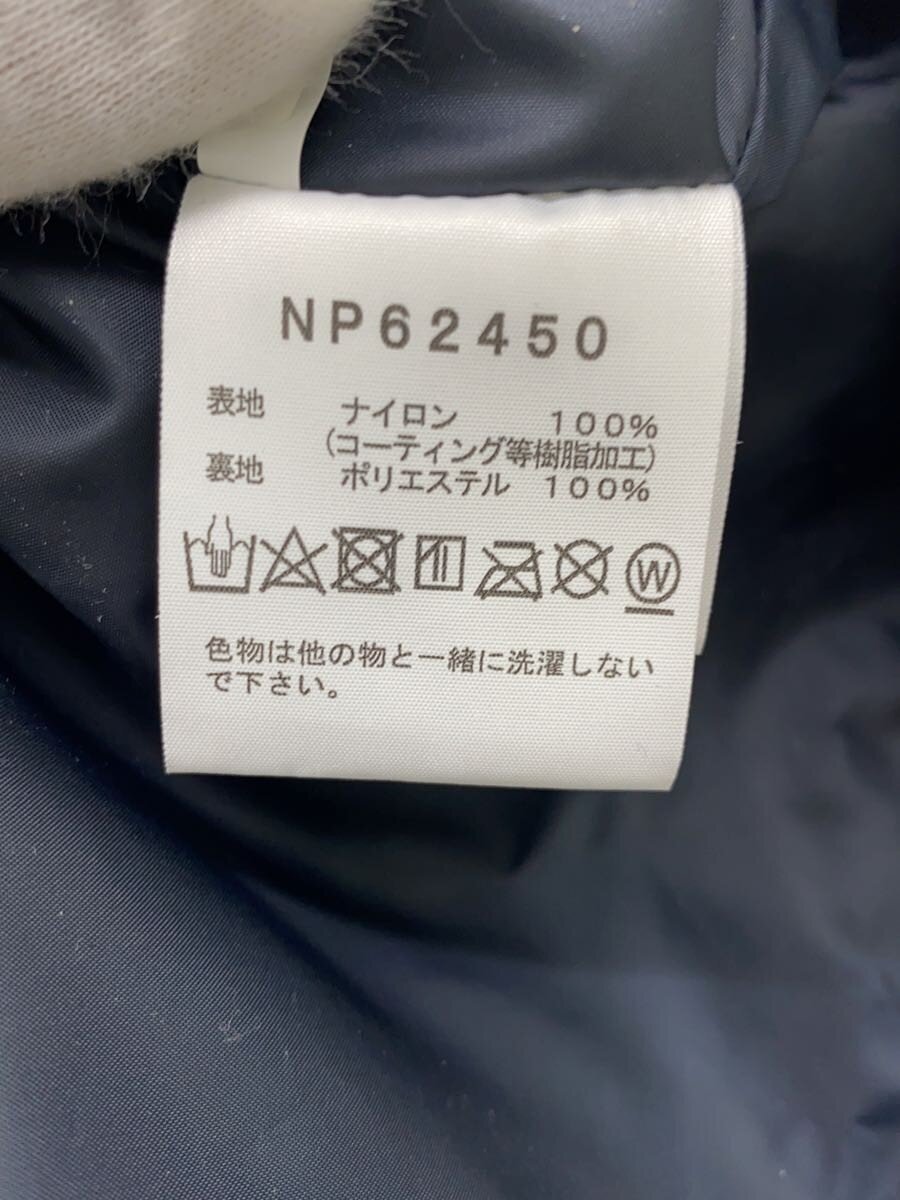 NP62450
表地 ナイロン 100%
(コーティング等樹脂加工)
裏地 ポリエステル 100%
W
色物は他の物と一緒に洗濯しない
で下さい。